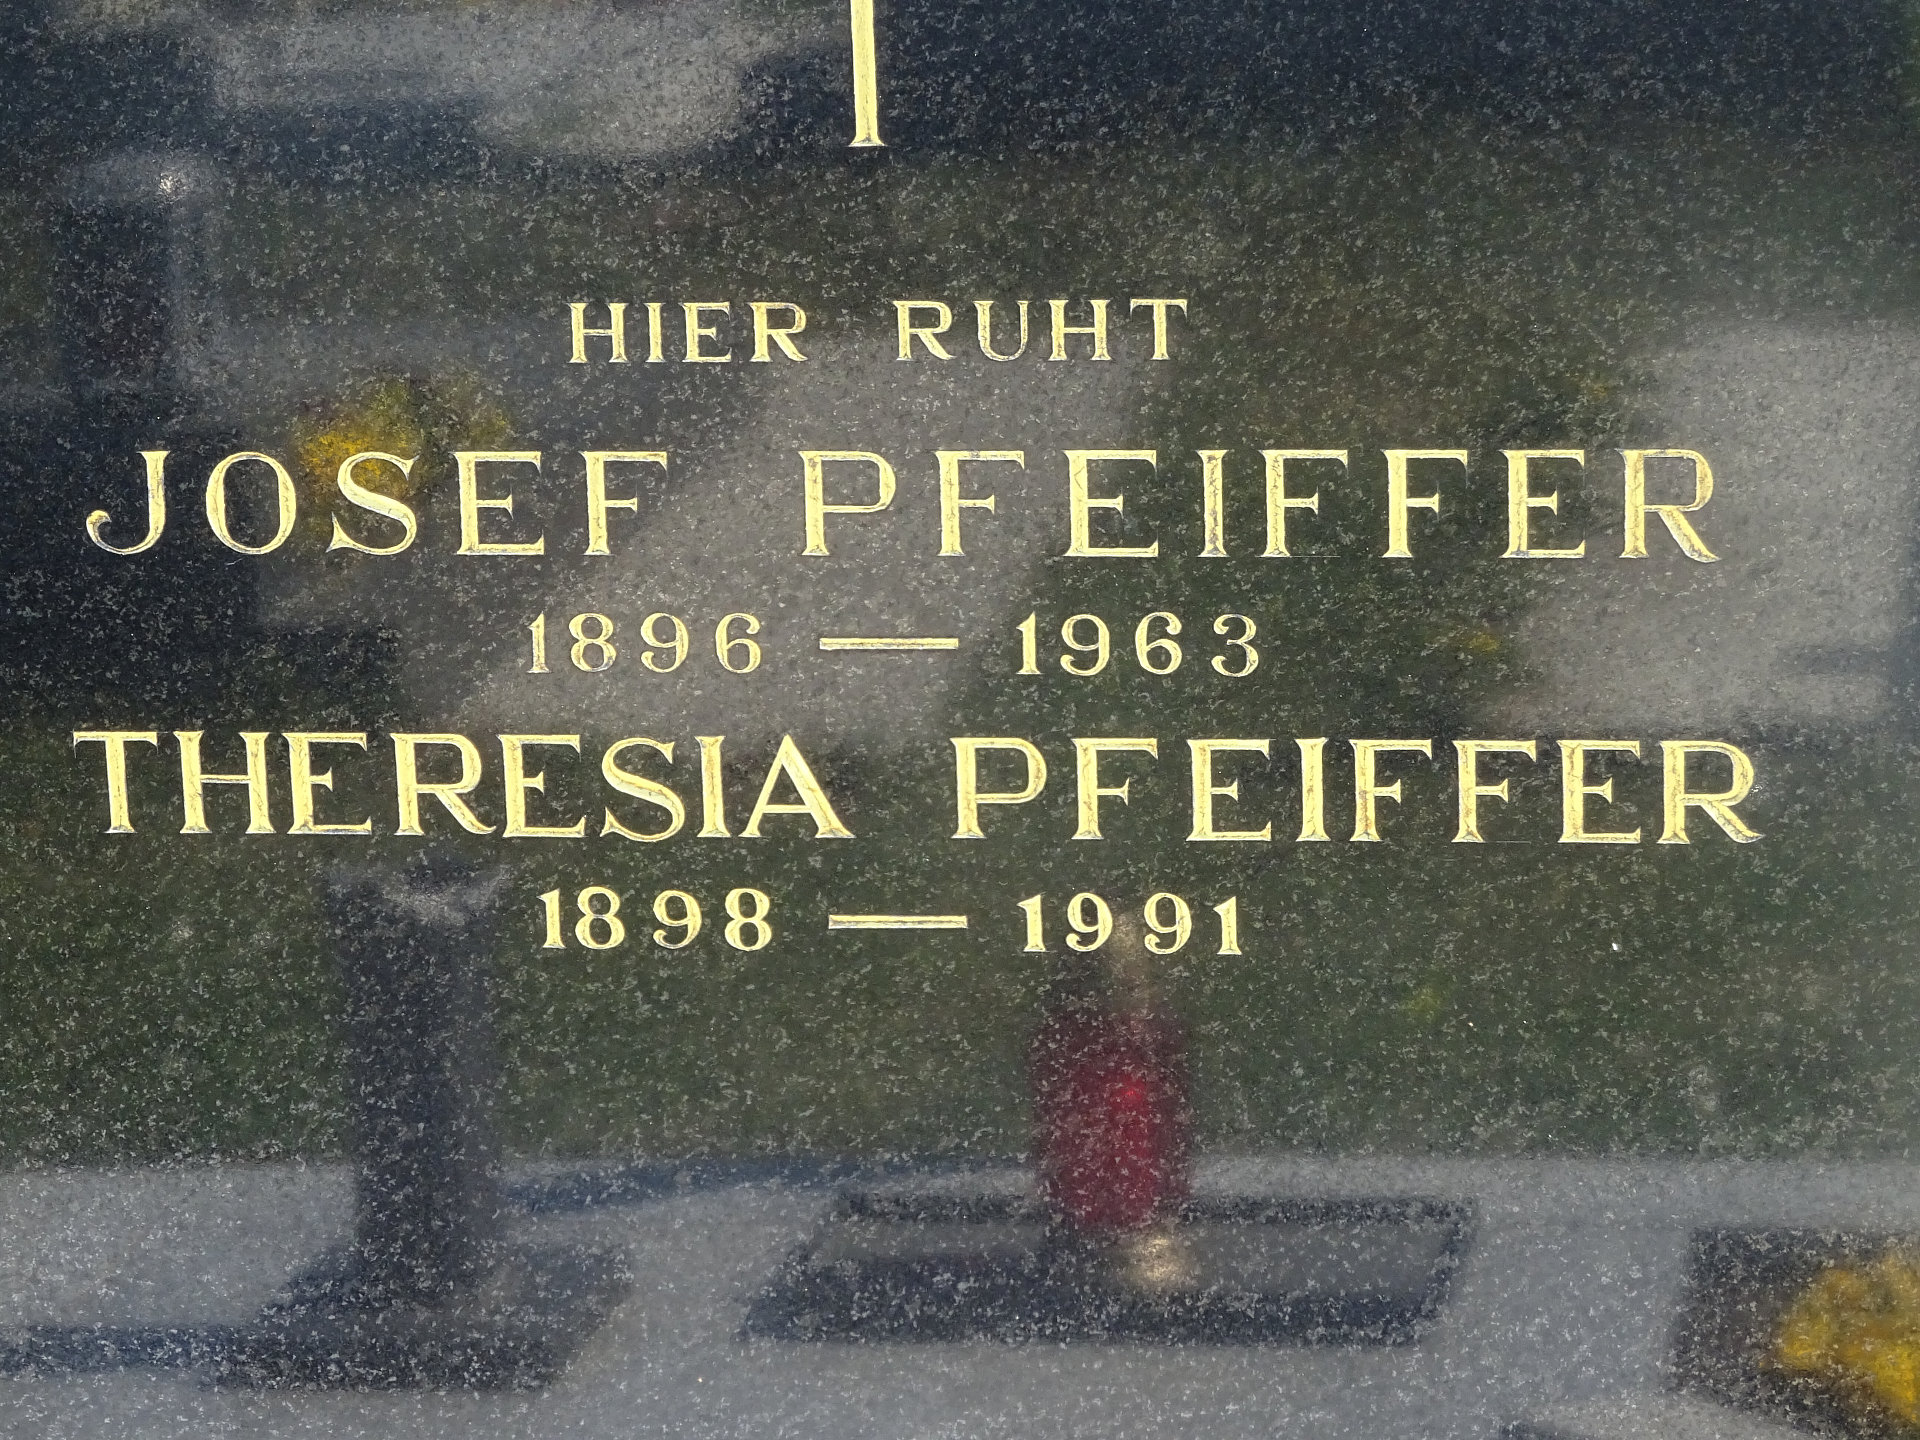 HIER RUHT
JOSEF PFEIFFER
1896 — 1963
THERESIA PFEIFFER
1898 — 1991